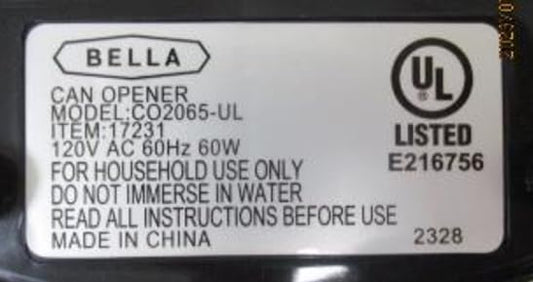 BELLA
CAN OPENER
MODEL:CO2065-UL
ITEM:17231
120V AC 60Hz 60W
FOR HOUSEHOLD USE ONLY
DO NOT IMMERSE IN WATER
READ ALL INSTRUCTIONS BEFORE USE
MADE IN CHINA
UL
®
LISTED
E216756
2328